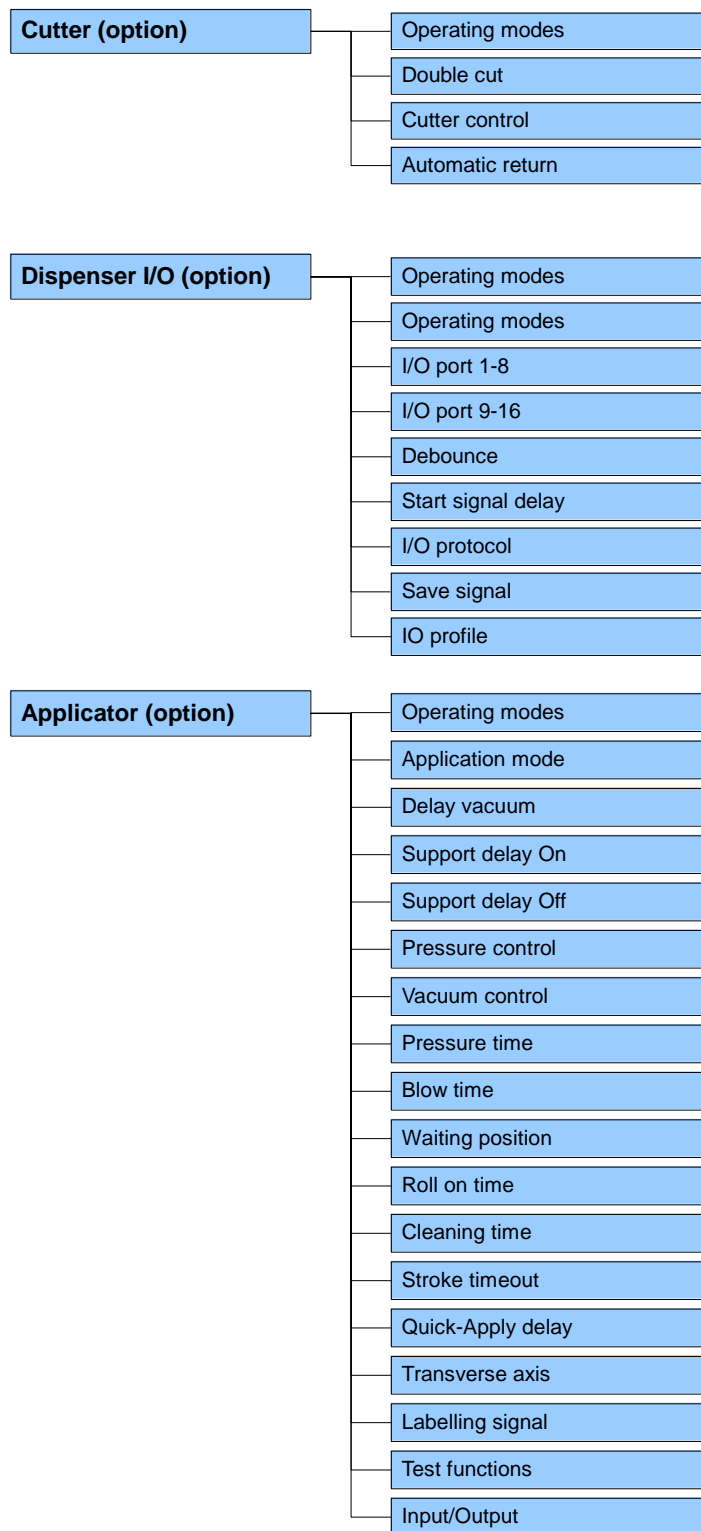 Cutter (option)
Operating modes
Double cut
Cutter control
Automatic return
Dispenser I/O (option)
Operating modes
Operating modes
I/O port 1-8
I/O port 9-16
Debounce
Start signal delay
I/O protocol
Save signal
IO profile
Applicator (option)
Operating modes
Application mode
Delay vacuum
Support delay On
Support delay Off
Pressure control
Vacuum control
Pressure time
Blow time
Waiting position
Roll on time
Cleaning time
Stroke timeout
Quick-Apply delay
Transverse axis
Labelling signal
Test functions
Input/Output